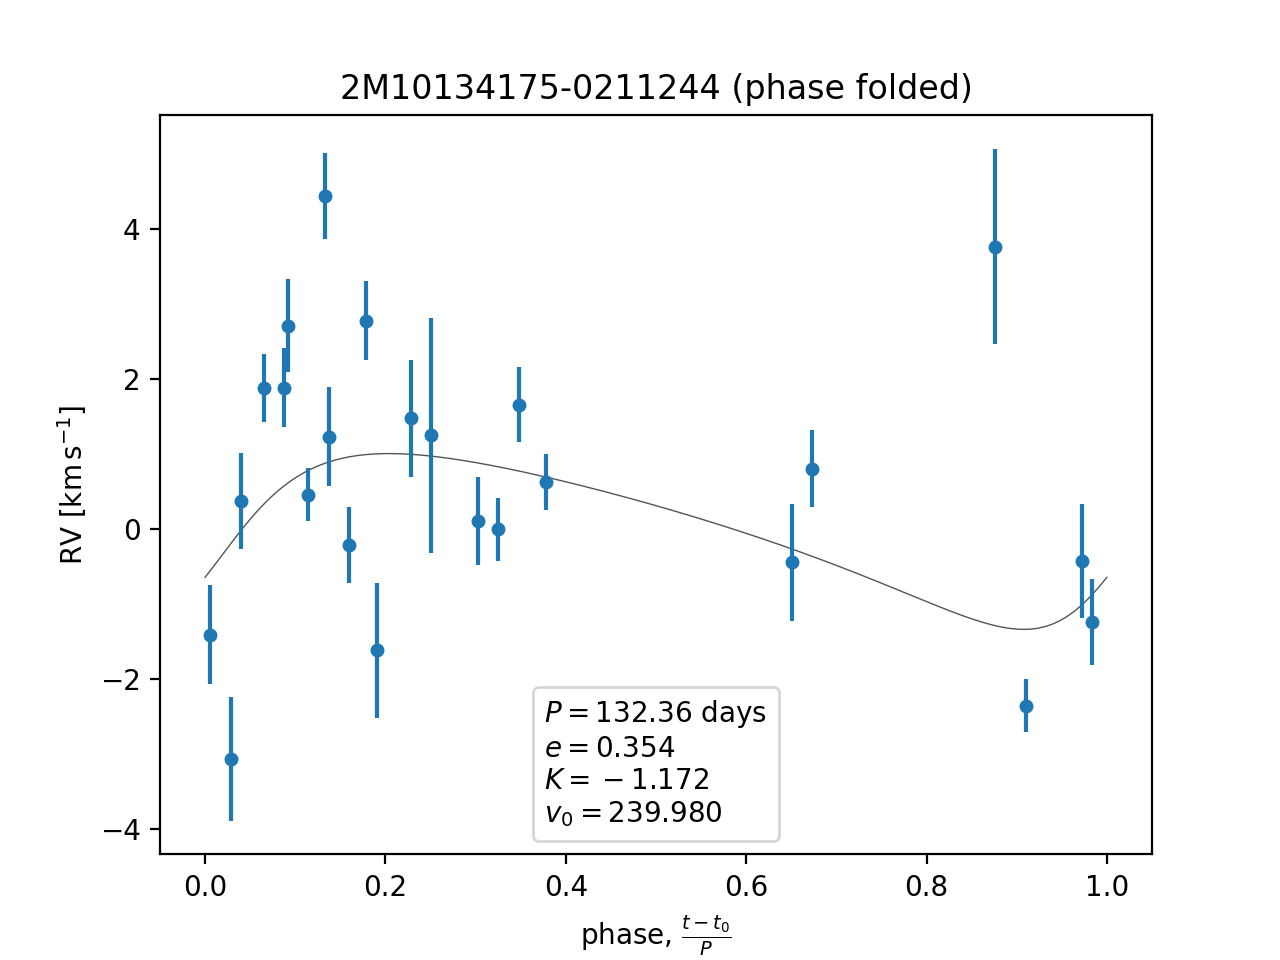 2M10134175-0211244 (phase folded)
RV [km s⁻¹]
4
2
0
−2
−4
P = 132.36 days
e = 0.354
K = −1.172
v₀ = 239.980
0.0 0.2 0.4 0.6 0.8 1.0
phase, (t − t₀)/P